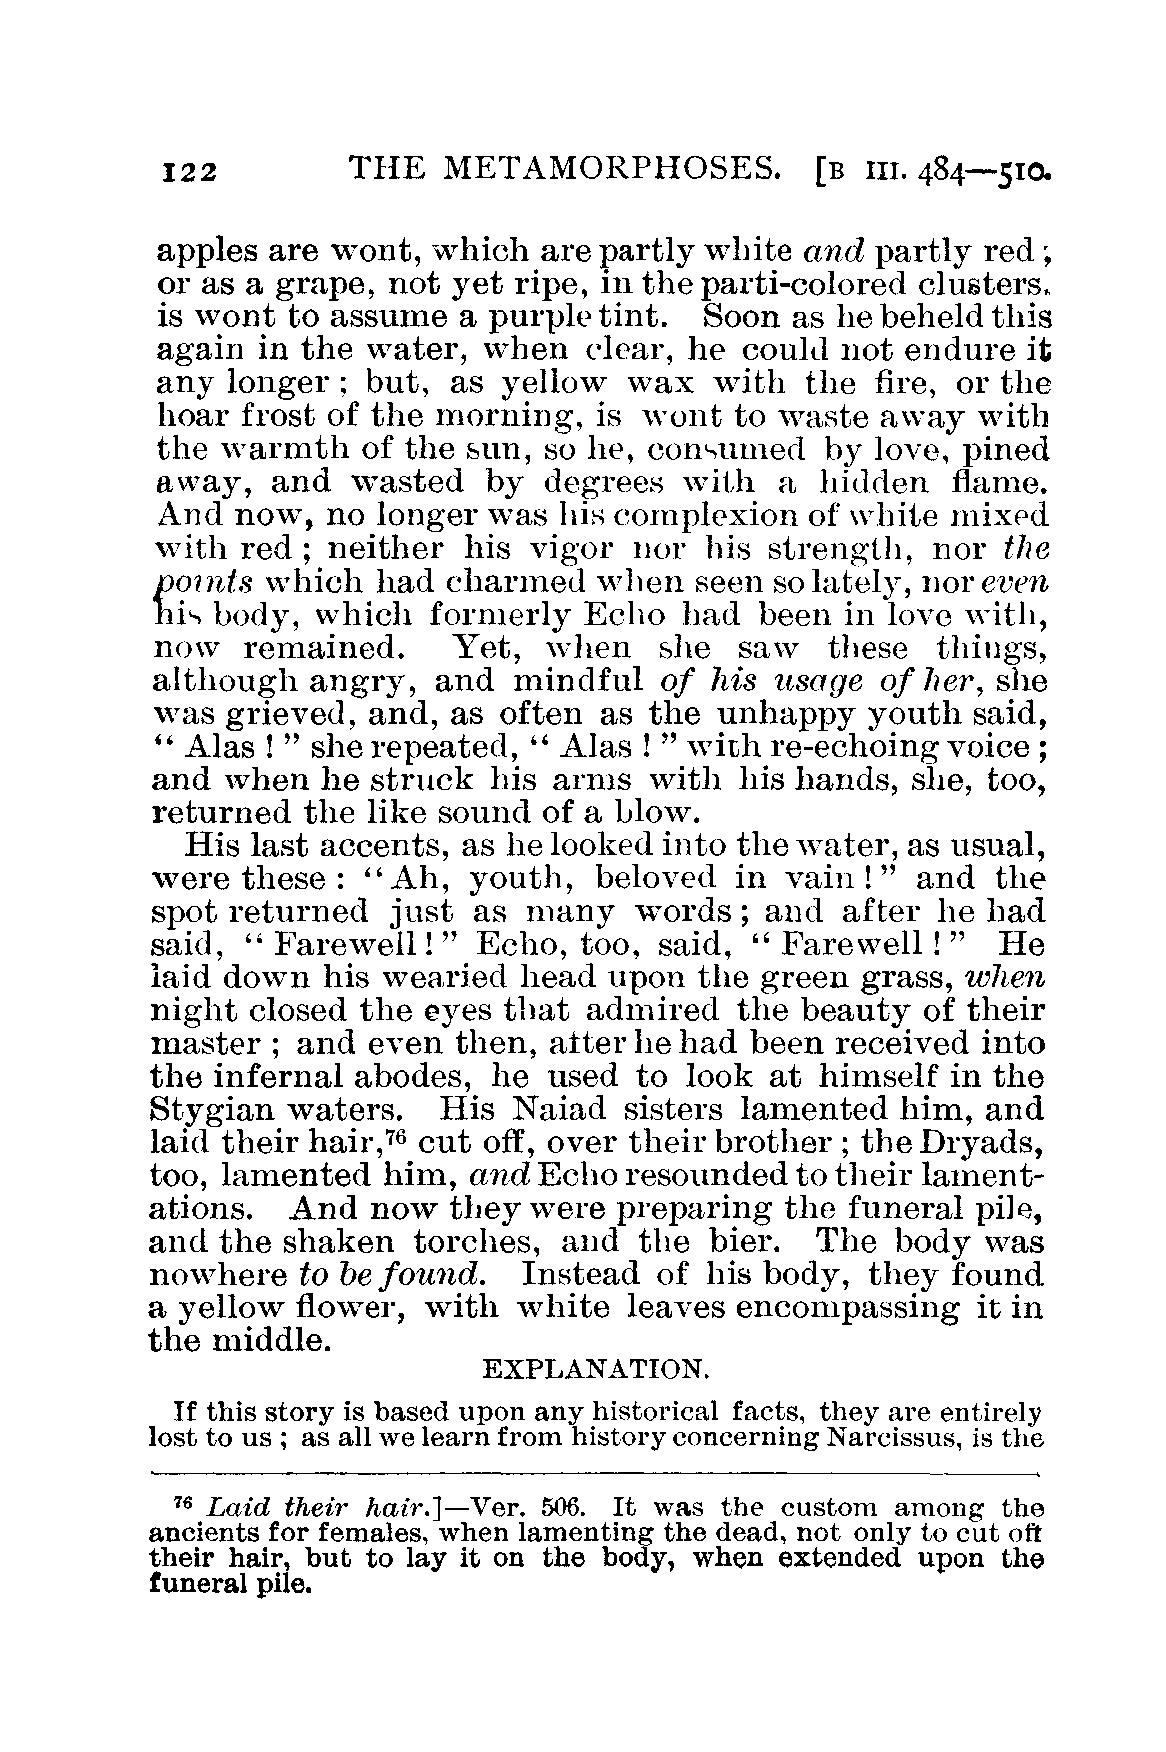 122 THE METAMORPHOSES. [B III. 484—510.
apples are wont, which are partly white and partly red;
or as a grape, not yet ripe, in the parti-colored clusters,
is wont to assume a purple tint. Soon as he beheld this
again in the water, when clear, he could not endure it
any longer; but, as yellow wax with the fire, or the
hoar frost of the morning, is wont to waste away with
the warmth of the sun, so he, consumed by love, pined
away, and wasted by degrees with a hidden flame.
And now, no longer was his complexion of white mixed
with red; neither his vigor nor his strength, nor the
points which had charmed when seen so lately, nor even
his body, which formerly Echo had been in love with,
now remained. Yet, when she saw these things,
although angry, and mindful of his usage of her, she
was grieved, and, as often as the unhappy youth said,
“Alas!” she repeated, “Alas!” with re-echoing voice;
and when he struck his arms with his hands, she, too,
returned the like sound of a blow.
His last accents, as he looked into the water, as usual,
were these: “Ah, youth, beloved in vain!” and the
spot returned just as many words; and after he had
said, “Farewell!” Echo, too, said, “Farewell!” He
laid down his wearied head upon the green grass, when
night closed the eyes that admired the beauty of their
master; and even then, after he had been received into
the infernal abodes, he used to look at himself in the
Stygian waters. His Naiad sisters lamented him, and
laid their hair,⁷⁶ cut off, over their brother; the Dryads,
too, lamented him, and Echo resounded to their lament-
ations. And now they were preparing the funeral pile,
and the shaken torches, and the bier. The body was
nowhere to be found. Instead of his body, they found
a yellow flower, with white leaves encompassing it in
the middle.
EXPLANATION.
If this story is based upon any historical facts, they are entirely
lost to us; as all we learn from history concerning Narcissus, is the
⁷⁶ Laid their hair.]—Ver. 506. It was the custom among the
ancients for females, when lamenting the dead, not only to cut off
their hair, but to lay it on the body, when extended upon the
funeral pile.